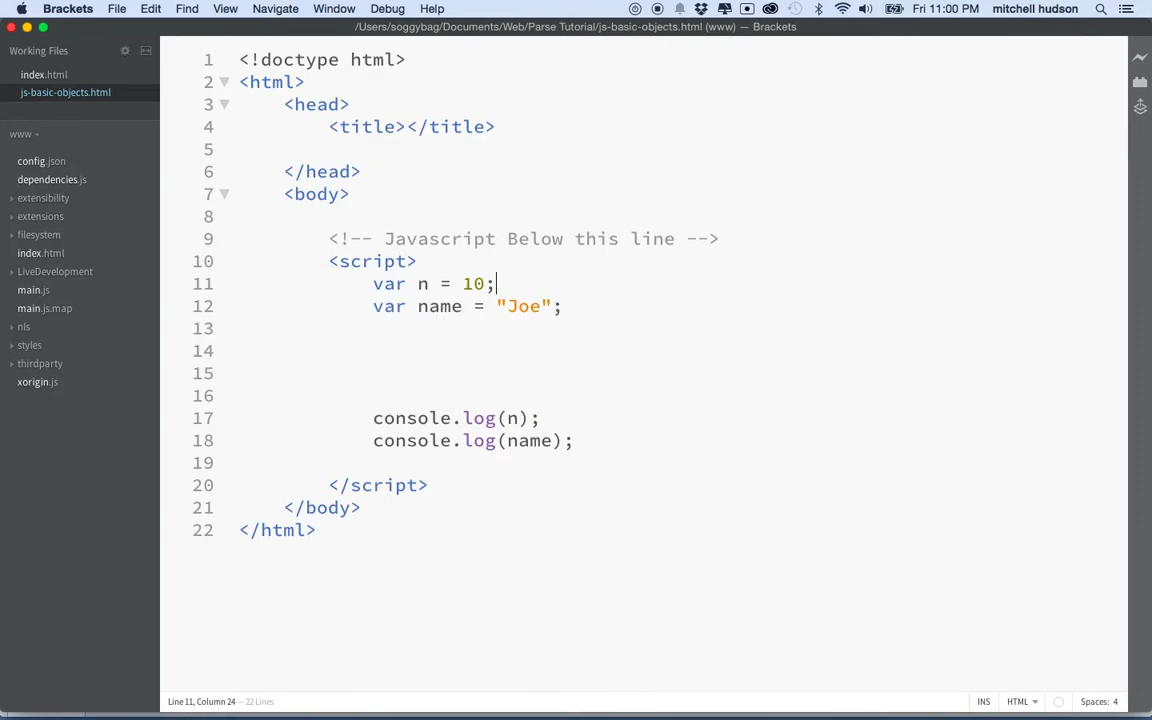 Brackets File Edit Find View Navigate Window Debug Help Fri 11:00 PM mitchell hudson
/Users/soggybag/Documents/Web/Parse Tutorial/js-basic-objects.html (www) — Brackets
Working Files
index.html
js-basic-objects.html
www
config.json
dependencies.js
extensibility
extensions
filesystem
index.html
LiveDevelopment
main.js
main.js.map
nls
styles
thirdparty
xorigin.js
1 <!doctype html>
2 <html>
3 <head>
4 <title></title>
5
6 </head>
7 <body>
8
9 <!-- Javascript Below this line -->
10 <script>
11 var n = 10;
12 var name = "Joe";
13
14
15
16
17 console.log(n);
18 console.log(name);
19
20 </script>
21 </body>
22 </html>
Line 11, Column 24 — 22 Lines INS HTML Spaces: 4